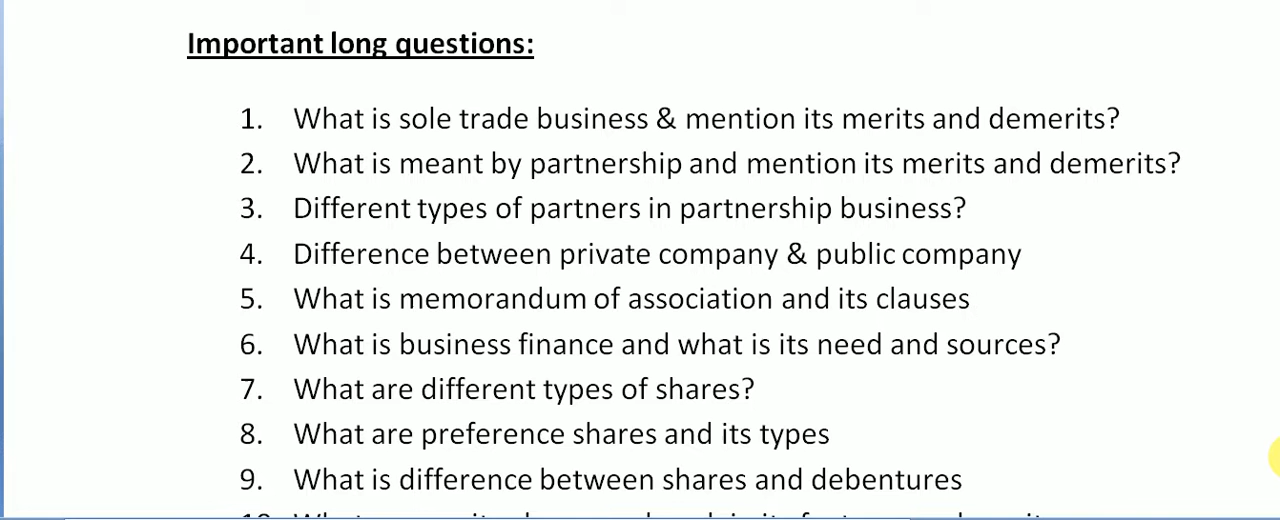 Important long questions:
1. What is sole trade business & mention its merits and demerits?
2. What is meant by partnership and mention its merits and demerits?
3. Different types of partners in partnership business?
4. Difference between private company & public company
5. What is memorandum of association and its clauses
6. What is business finance and what is its need and sources?
7. What are different types of shares?
8. What are preference shares and its types
9. What is difference between shares and debentures